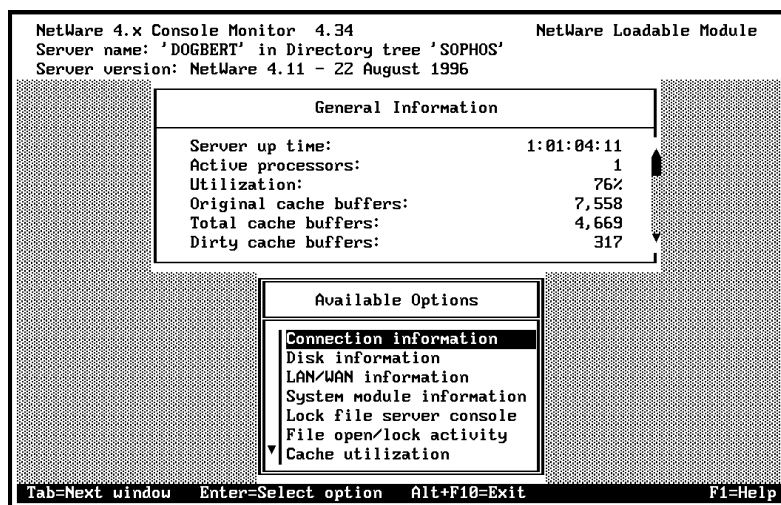 NetWare 4.x Console Monitor 4.34 NetWare Loadable Module
Server name: 'DOGBERT' in Directory tree 'SOPHOS'
Server version: NetWare 4.11 - 22 August 1996
General Information
Server up time: 1:01:04:11
Active processors: 1
Utilization: 76%
Original cache buffers: 7,558
Total cache buffers: 4,669
Dirty cache buffers: 317
Available Options
Connection information
Disk information
LAN/WAN information
System module information
Lock file server console
File open/lock activity
Cache utilization
Tab=Next window Enter=Select option Alt+F10=Exit F1=Help